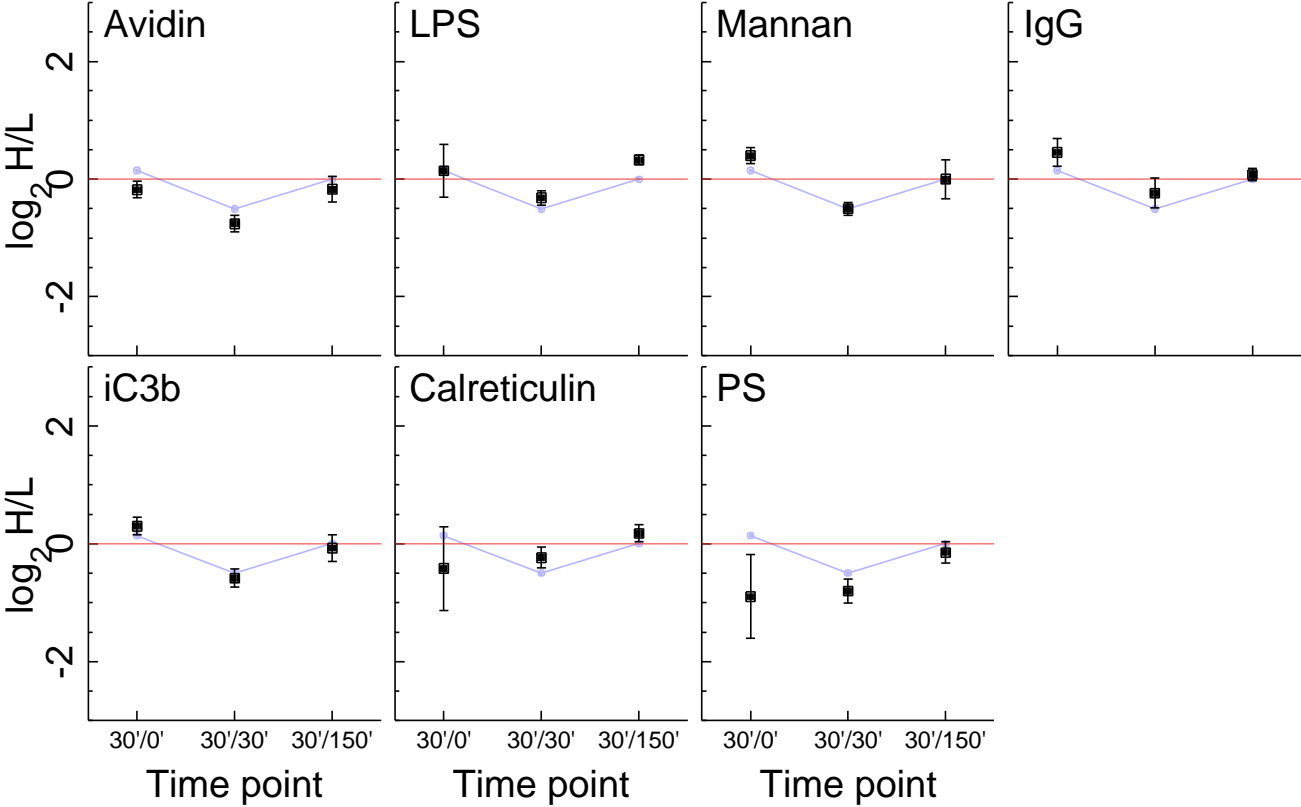 Avidin
LPS
Mannan
IgG
log2 H/L
2
0
-2
iC3b
Calreticulin
PS
log2 H/L
2
0
-2
30'/0' 30'/30' 30'/150'
30'/0' 30'/30' 30'/150'
30'/0' 30'/30' 30'/150'
Time point
Time point
Time point